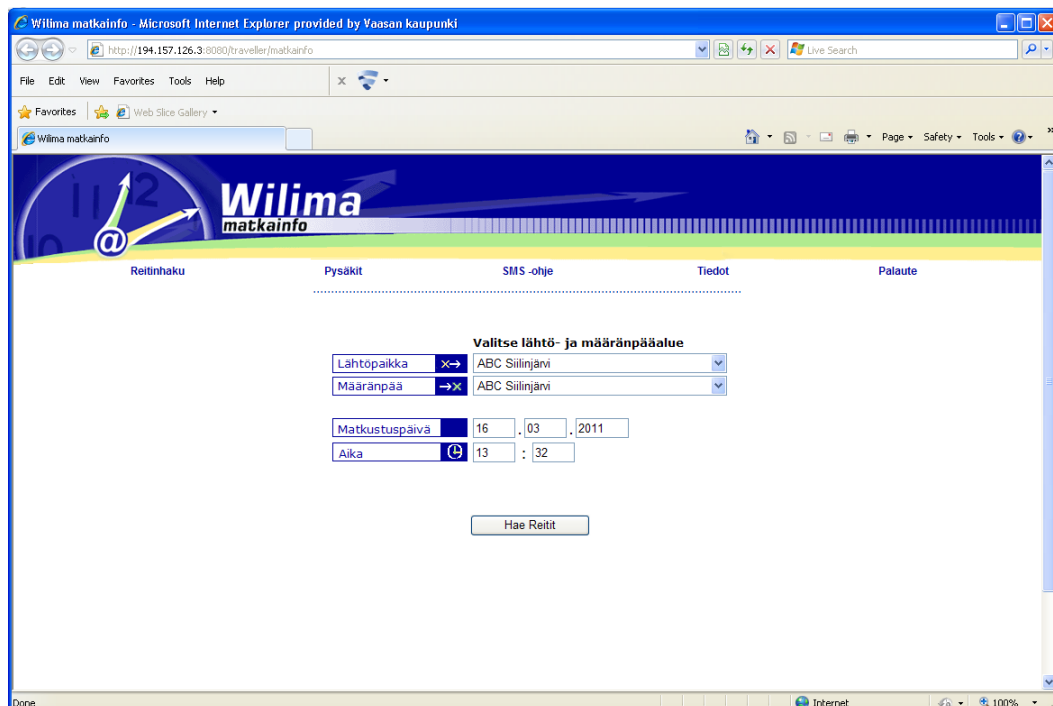 Wilima matkainfo - Microsoft Internet Explorer provided by Vaasan kaupunki
http://194.157.126.3:8080/traveller/matkainfo
Live Search
File Edit View Favorites Tools Help
x
Favorites
Web Slice Gallery
Wilima matkainfo
Page Safety Tools
11 12
10
@
Wilima
matkainfo
Reitinhaku Pysäkit SMS -ohje Tiedot Palaute
Valitse lähtö- ja määränpääalue
Lähtöpaikka x→ ABC Siilinjärvi
Määränpää →x ABC Siilinjärvi
Matkustuspäivä 16 . 03 . 2011
Aika 13 : 32
Hae Reitit
Done
Internet
100%